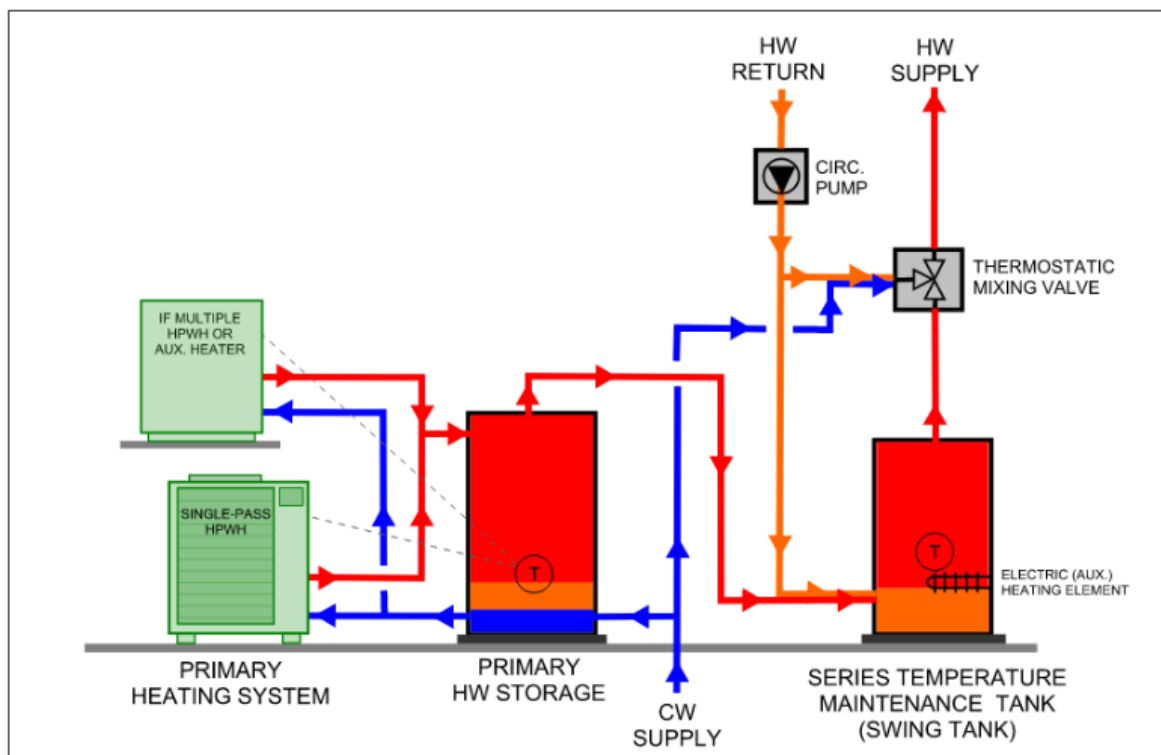 HW
RETURN
HW
SUPPLY
CIRC.
PUMP
THERMOSTATIC
MIXING VALVE
IF MULTIPLE
HPWH OR
AUX. HEATER
SINGLE-PASS
HPWH
T
T
ELECTRIC (AUX.)
HEATING ELEMENT
PRIMARY
HEATING SYSTEM
PRIMARY
HW STORAGE
CW
SUPPLY
SERIES TEMPERATURE
MAINTENANCE TANK
(SWING TANK)